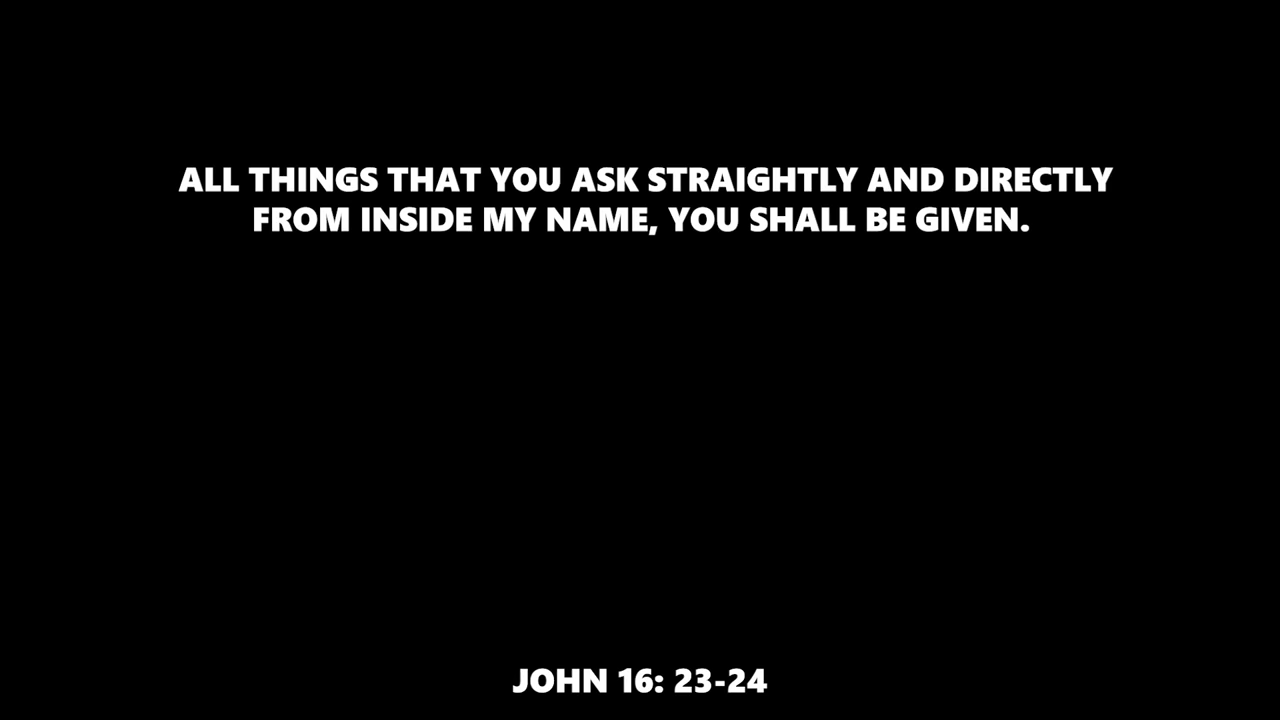 ALL THINGS THAT YOU ASK STRAIGHTLY AND DIRECTLY
FROM INSIDE MY NAME, YOU SHALL BE GIVEN.
JOHN 16: 23-24